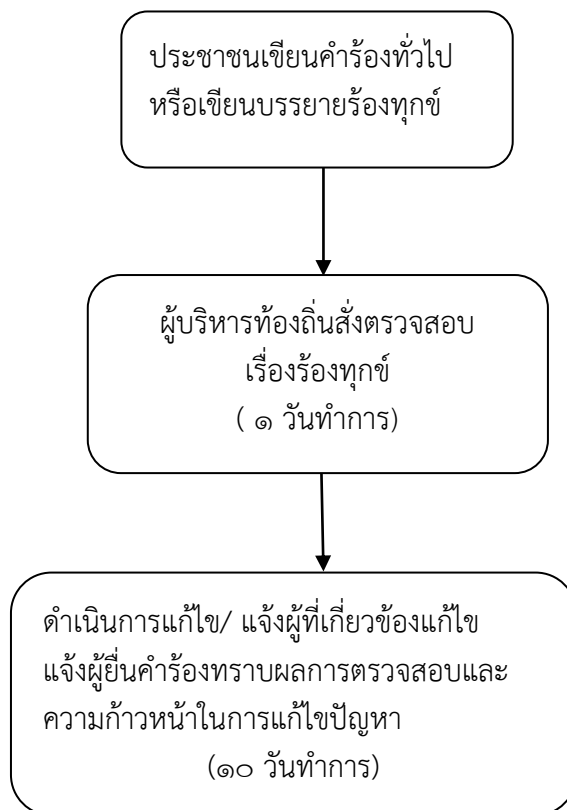 ประชาชนเขียนคำร้องทั่วไป
หรือเขียนบรรยายร้องทุกข์
ผู้บริหารท้องถิ่นสั่งตรวจสอบ
เรื่องร้องทุกข์
( ๑ วันทำการ)
ดำเนินการแก้ไข/ แจ้งผู้ที่เกี่ยวข้องแก้ไข
แจ้งผู้ยื่นคำร้องทราบผลการตรวจสอบและ
ความก้าวหน้าในการแก้ไขปัญหา
(๑๐ วันทำการ)